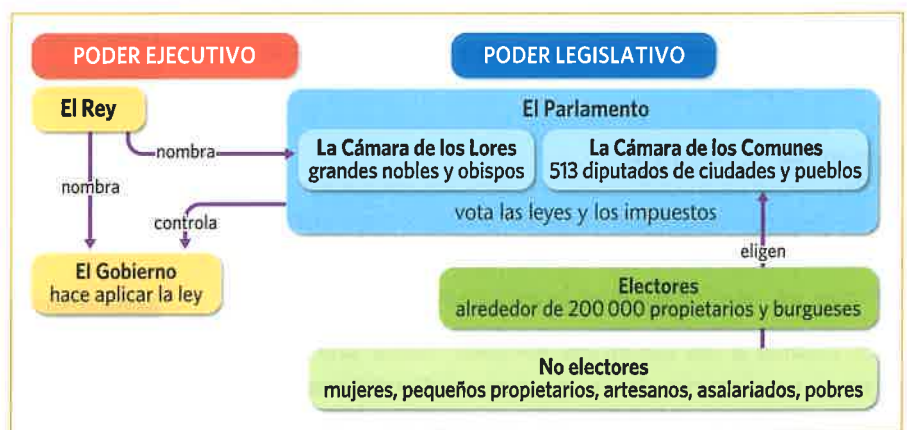 PODER EJECUTIVO
PODER LEGISLATIVO
El Rey
nombra
nombra
El Parlamento
La Cámara de los Lores
grandes nobles y obispos
La Cámara de los Comunes
513 diputados de ciudades y pueblos
vota las leyes y los impuestos
controla
El Gobierno
hace aplicar la ley
eligen
Electores
alrededor de 200 000 propietarios y burgueses
No electores
mujeres, pequeños propietarios, artesanos, asalariados, pobres